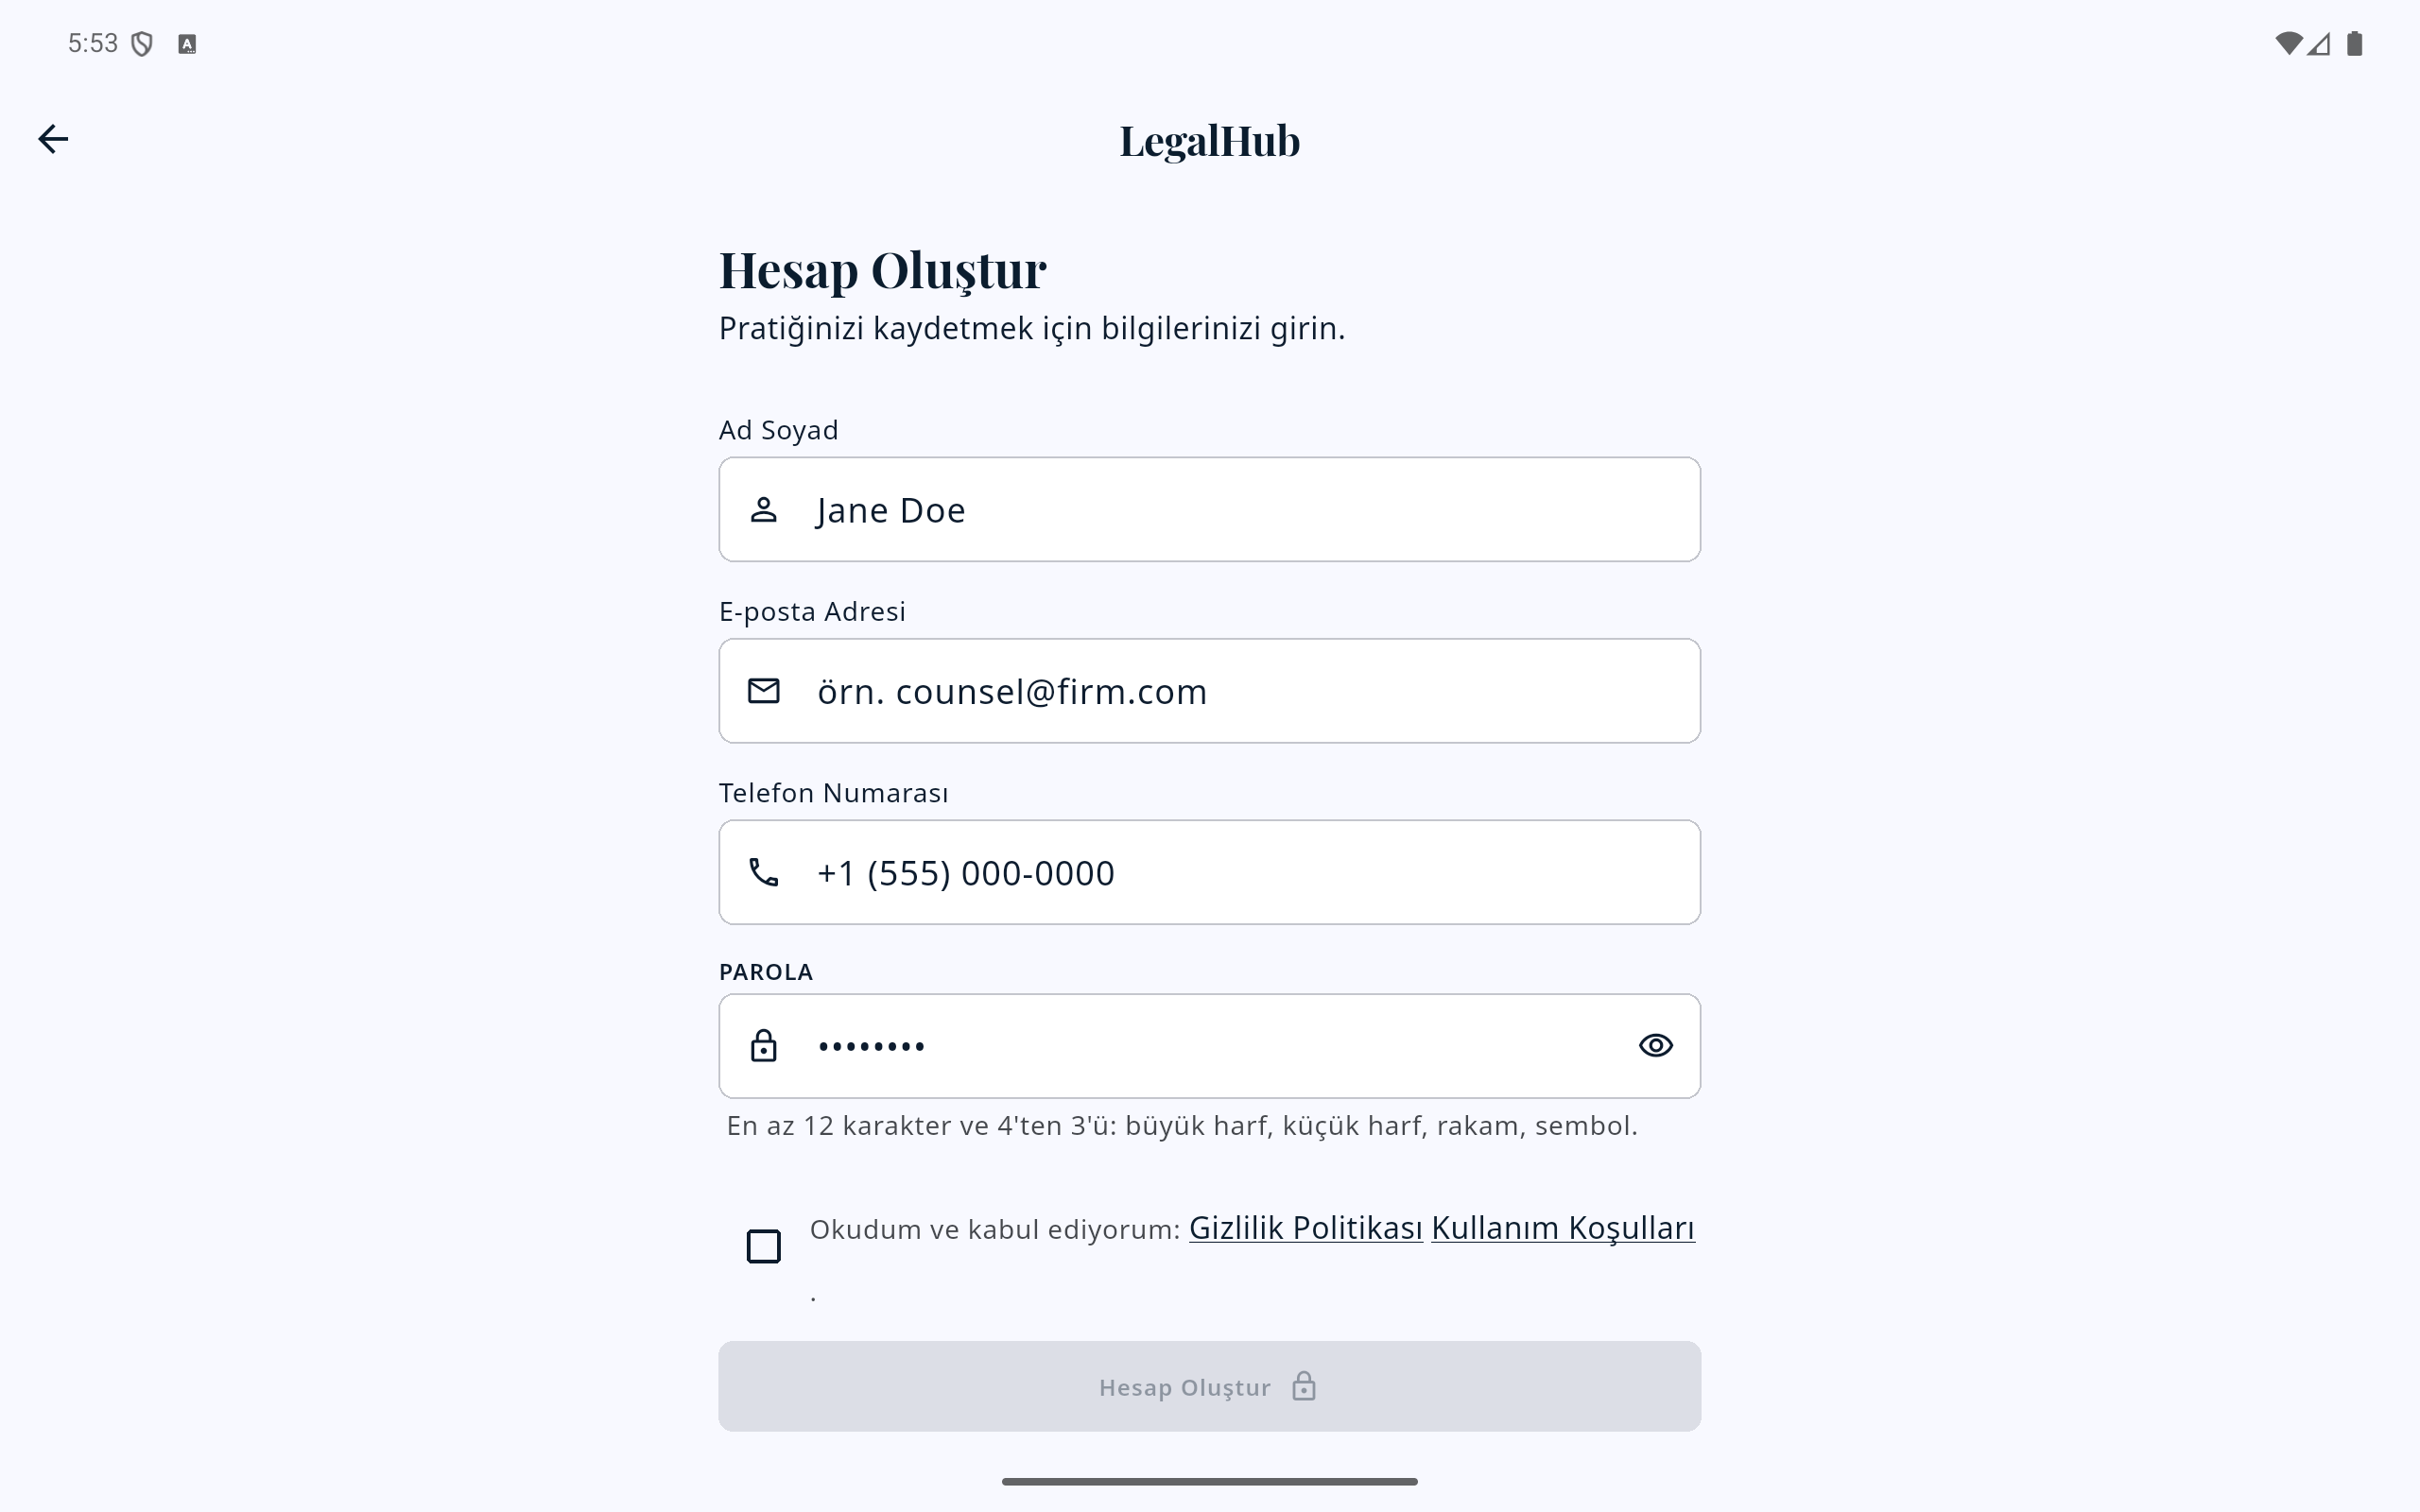 5:53
LegalHub
Hesap Oluştur
Pratiğinizi kaydetmek için bilgilerinizi girin.
Ad Soyad
Jane Doe
E-posta Adresi
örn. counsel@firm.com
Telefon Numarası
+1 (555) 000-0000
PAROLA
••••••••
En az 12 karakter ve 4'ten 3'ü: büyük harf, küçük harf, rakam, sembol.
Okudum ve kabul ediyorum: Gizlilik Politikası Kullanım Koşulları
.
Hesap Oluştur